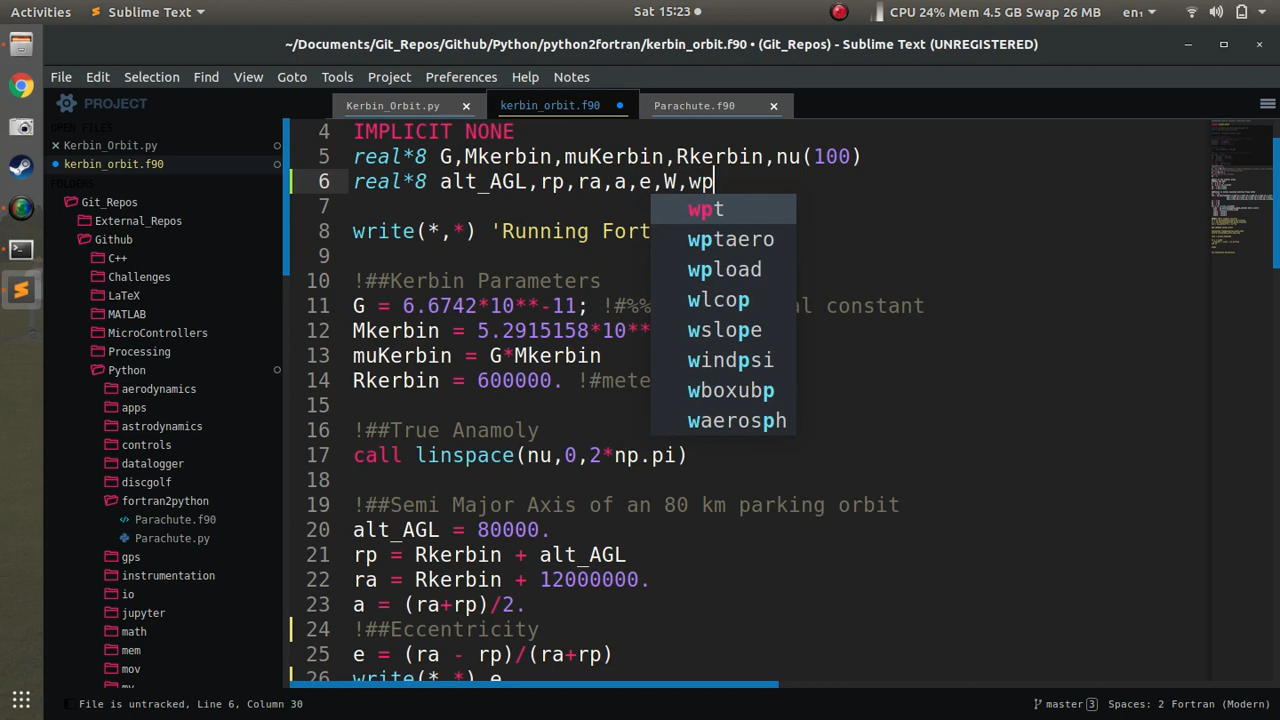 Activities
Sublime Text
Sat 15:23
CPU 24% Mem 4.5 GB Swap 26 MB
en₁
~/Documents/Git_Repos/Github/Python/python2fortran/kerbin_orbit.f90 • (Git_Repos) - Sublime Text (UNREGISTERED)
File Edit Selection Find View Goto Tools Project Preferences Help Notes
PROJECT
Kerbin_Orbit.py
kerbin_orbit.f90
Parachute.f90
OPEN FILES
Kerbin_Orbit.py
kerbin_orbit.f90
FOLDERS
Git_Repos
External_Repos
Github
C++
Challenges
LaTeX
MATLAB
MicroControllers
Processing
Python
aerodynamics
apps
astrodynamics
controls
datalogger
discgolf
fortran2python
Parachute.f90
Parachute.py
gps
instrumentation
io
jupyter
math
mem
mov
4 IMPLICIT NONE
5 real*8 G,Mkerbin,muKerbin,Rkerbin,nu(100)
6 real*8 alt_AGL,rp,ra,a,e,W,wp
7
8 write(*,*) 'Running Fort
9
10 !##Kerbin Parameters
11 G = 6.6742*10**-11; !#%% al constant
12 Mkerbin = 5.2915158*10**
13 muKerbin = G*Mkerbin
14 Rkerbin = 600000. !#mete
15
16 !##True Anamoly
17 call linspace(nu,0,2*np.pi)
18
19 !##Semi Major Axis of an 80 km parking orbit
20 alt_AGL = 80000.
21 rp = Rkerbin + alt_AGL
22 ra = Rkerbin + 12000000.
23 a = (ra+rp)/2.
24 !##Eccentricity
25 e = (ra - rp)/(ra+rp)
26 write(*,*) e
wpt
wptaero
wpload
wlcop
wslope
windpsi
wboxubp
waerosph
File is untracked, Line 6, Column 30
master 3
Spaces: 2
Fortran (Modern)